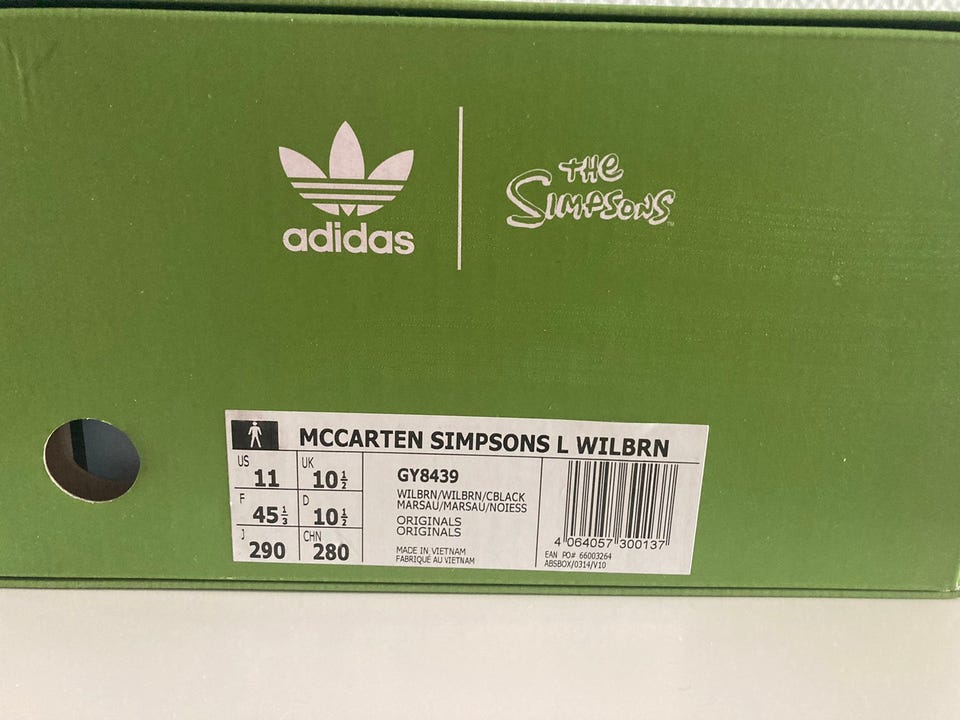 adidas
THE
SIMPSONS
TM
MCCARTEN SIMPSONS L WILBRN
US
11
UK
10½
F
45⅓
D
10½
J
290
CHN
280
GY8439
WILBRN/WILBRN/CBLACK
MARSAU/MARSAU/NOIESS
ORIGINALS
ORIGINALS
MADE IN VIETNAM
FABRIQUÉ AU VIETNAM
4 064057 300137
EAN PO# 66003264
ABSBOX/0314/V10